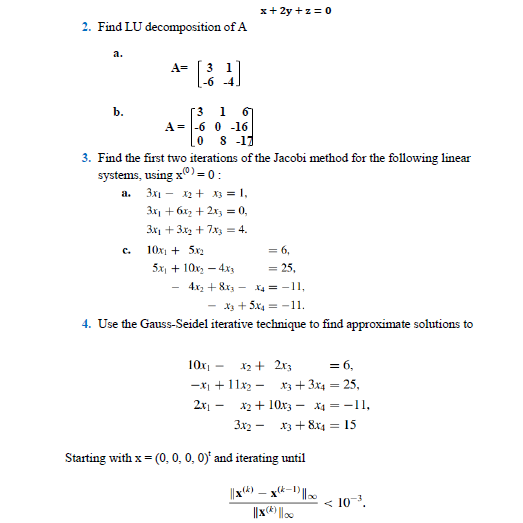 x + 2y + z = 0
2. Find LU decomposition of A
a.
A= [ 3 1
-6 -4 ]
b.
A = [ 3 1 6
-6 0 -16
0 8 -17 ]
3. Find the first two iterations of the Jacobi method for the following linear
systems, using x⁽⁰⁾ = 0 :
a. 3x₁ − x₂ + x₃ = 1,
3x₁ + 6x₂ + 2x₃ = 0,
3x₁ + 3x₂ + 7x₃ = 4.
c. 10x₁ + 5x₂ = 6,
5x₁ + 10x₂ − 4x₃ = 25,
− 4x₂ + 8x₃ − x₄ = −11,
− x₃ + 5x₄ = −11.
4. Use the Gauss-Seidel iterative technique to find approximate solutions to
10x₁ − x₂ + 2x₃ = 6,
−x₁ + 11x₂ − x₃ + 3x₄ = 25,
2x₁ − x₂ + 10x₃ − x₄ = −11,
3x₂ − x₃ + 8x₄ = 15
Starting with x = (0, 0, 0, 0)ᵗ and iterating until
‖x⁽ᵏ⁾ − x⁽ᵏ⁻¹⁾‖∞
‖x⁽ᵏ⁾‖∞ < 10⁻³.